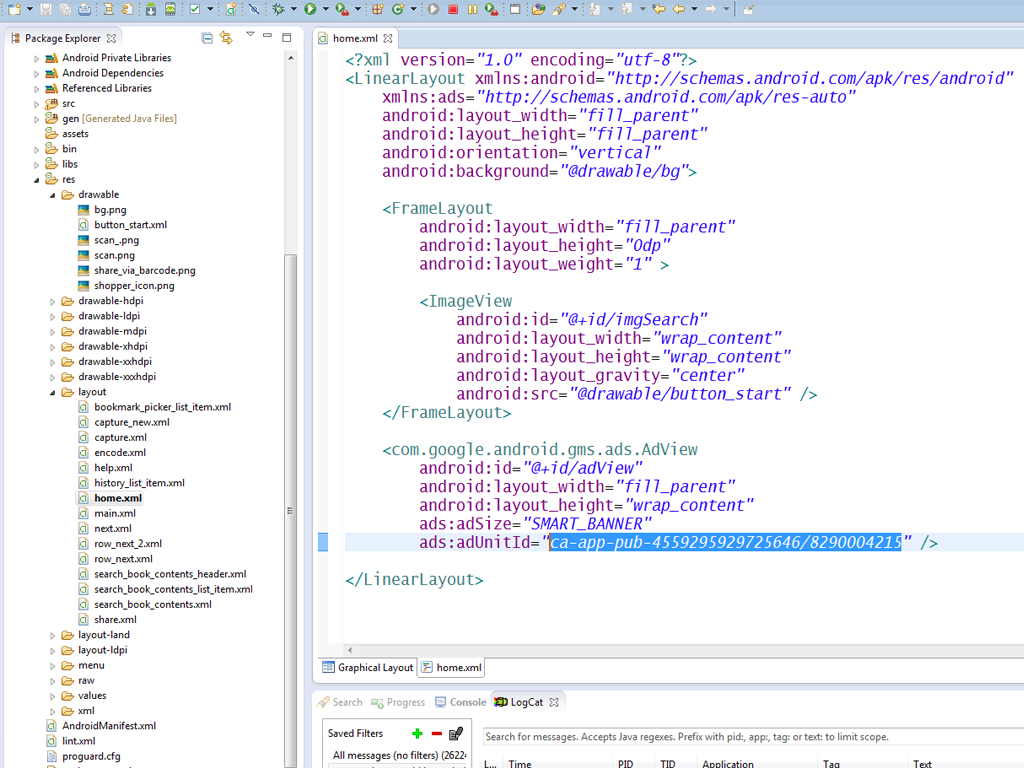 Package Explorer
Android Private Libraries
Android Dependencies
Referenced Libraries
src
gen [Generated Java Files]
assets
bin
libs
res
drawable
bg.png
button_start.xml
scan_.png
scan.png
share_via_barcode.png
shopper_icon.png
drawable-hdpi
drawable-ldpi
drawable-mdpi
drawable-xhdpi
drawable-xxhdpi
drawable-xxxhdpi
layout
bookmark_picker_list_item.xml
capture_new.xml
capture.xml
encode.xml
help.xml
history_list_item.xml
home.xml
main.xml
next.xml
row_next_2.xml
row_next.xml
search_book_contents_header.xml
search_book_contents_list_item.xml
search_book_contents.xml
share.xml
layout-land
layout-ldpi
menu
raw
values
xml
AndroidManifest.xml
lint.xml
proguard.cfg
home.xml
<?xml version="1.0" encoding="utf-8"?>
<LinearLayout xmlns:android="http://schemas.android.com/apk/res/android"
xmlns:ads="http://schemas.android.com/apk/res-auto"
android:layout_width="fill_parent"
android:layout_height="fill_parent"
android:orientation="vertical"
android:background="@drawable/bg">
<FrameLayout
android:layout_width="fill_parent"
android:layout_height="0dp"
android:layout_weight="1" >
<ImageView
android:id="@+id/imgSearch"
android:layout_width="wrap_content"
android:layout_height="wrap_content"
android:layout_gravity="center"
android:src="@drawable/button_start" />
</FrameLayout>
<com.google.android.gms.ads.AdView
android:id="@+id/adView"
android:layout_width="fill_parent"
android:layout_height="wrap_content"
ads:adSize="SMART_BANNER"
ads:adUnitId="ca-app-pub-4559295929725646/8290004215" />
</LinearLayout>
Graphical Layout home.xml
Search Progress Console LogCat
Saved Filters
All messages (no filters) (2622
Search for messages. Accepts Java regexes. Prefix with pid:, app:, tag: or text: to limit scope.
L... Time PID TID Application Tag Text